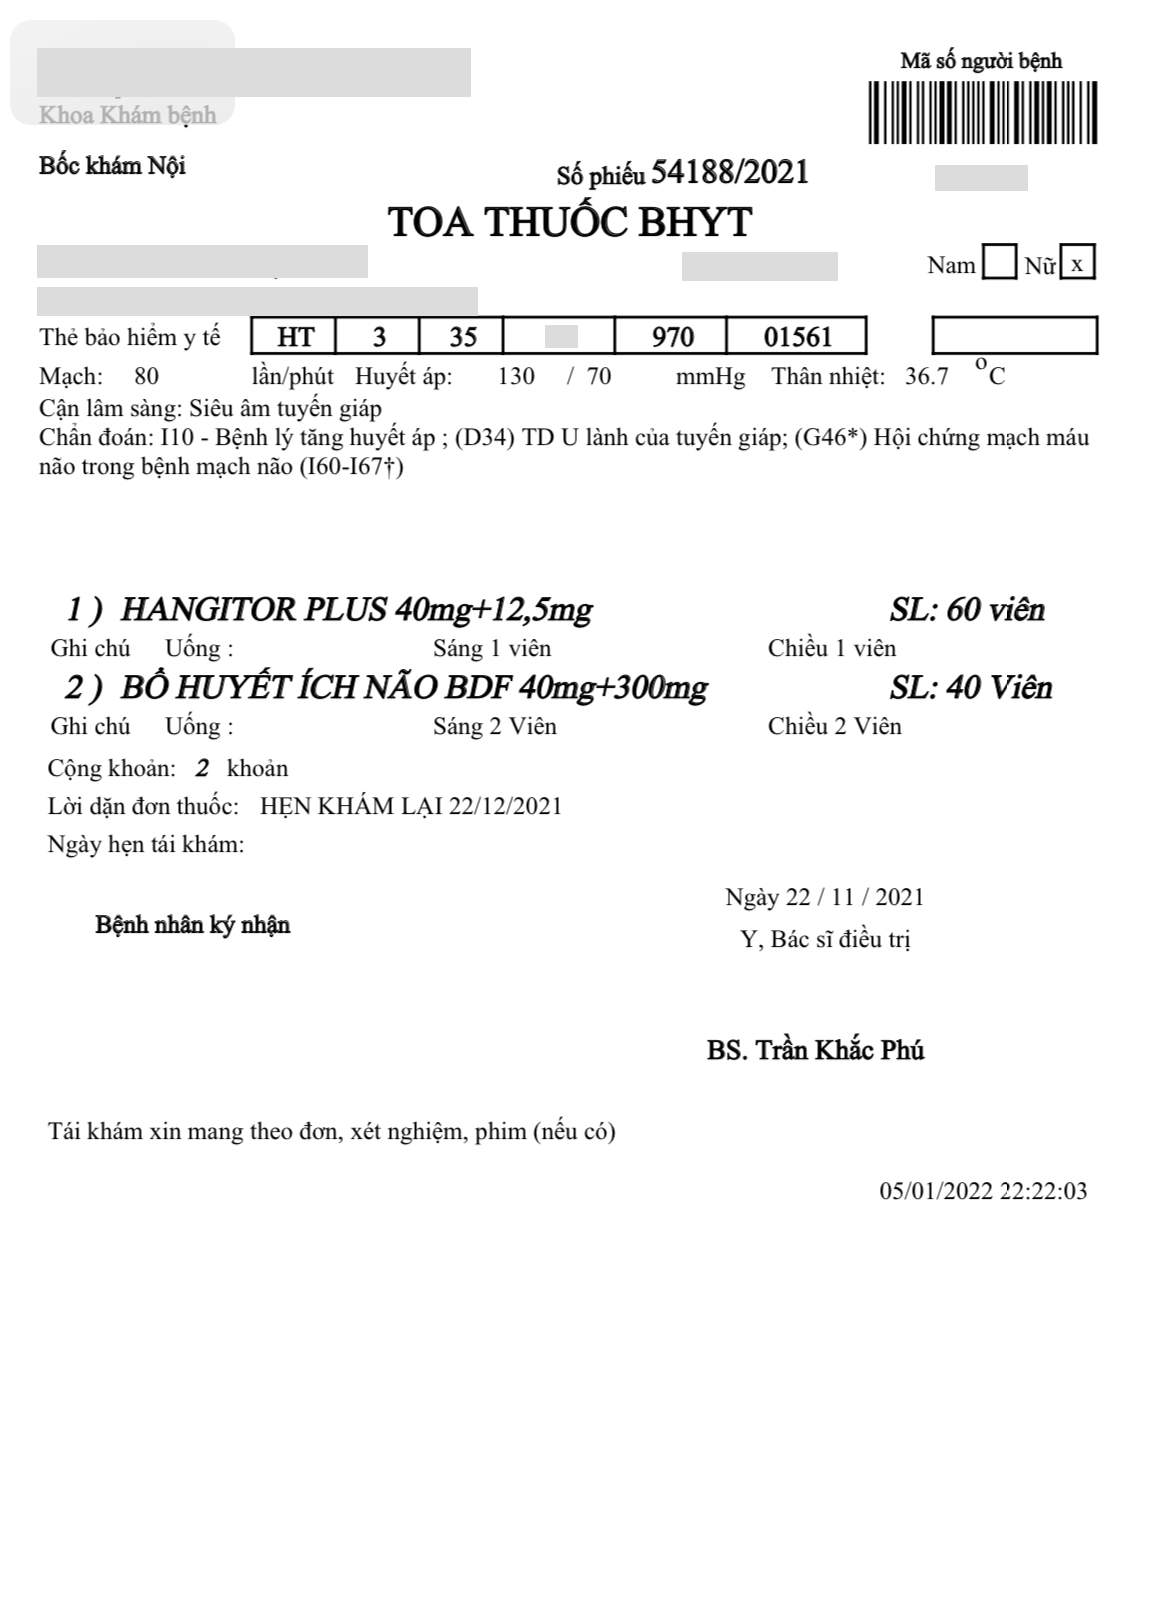 Mã số người bệnh
Khoa Khám bệnh
Bốc khám Nội
Số phiếu 54188/2021
TOA THUỐC BHYT
Nam Nữ x
Thẻ bảo hiểm y tế HT 3 35 970 01561
Mạch: 80 lần/phút Huyết áp: 130 / 70 mmHg Thân nhiệt: 36.7 oC
Cận lâm sàng: Siêu âm tuyến giáp
Chẩn đoán: I10 - Bệnh lý tăng huyết áp ; (D34) TD U lành của tuyến giáp; (G46*) Hội chứng mạch máu
não trong bệnh mạch não (I60-I67†)
1 ) HANGITOR PLUS 40mg+12,5mg SL: 60 viên
Ghi chú Uống : Sáng 1 viên Chiều 1 viên
2 ) BỔ HUYẾT ÍCH NÃO BDF 40mg+300mg SL: 40 Viên
Ghi chú Uống : Sáng 2 Viên Chiều 2 Viên
Cộng khoản: 2 khoản
Lời dặn đơn thuốc: HẸN KHÁM LẠI 22/12/2021
Ngày hẹn tái khám:
Ngày 22 / 11 / 2021
Bệnh nhân ký nhận
Y, Bác sĩ điều trị
BS. Trần Khắc Phú
Tái khám xin mang theo đơn, xét nghiệm, phim (nếu có)
05/01/2022 22:22:03